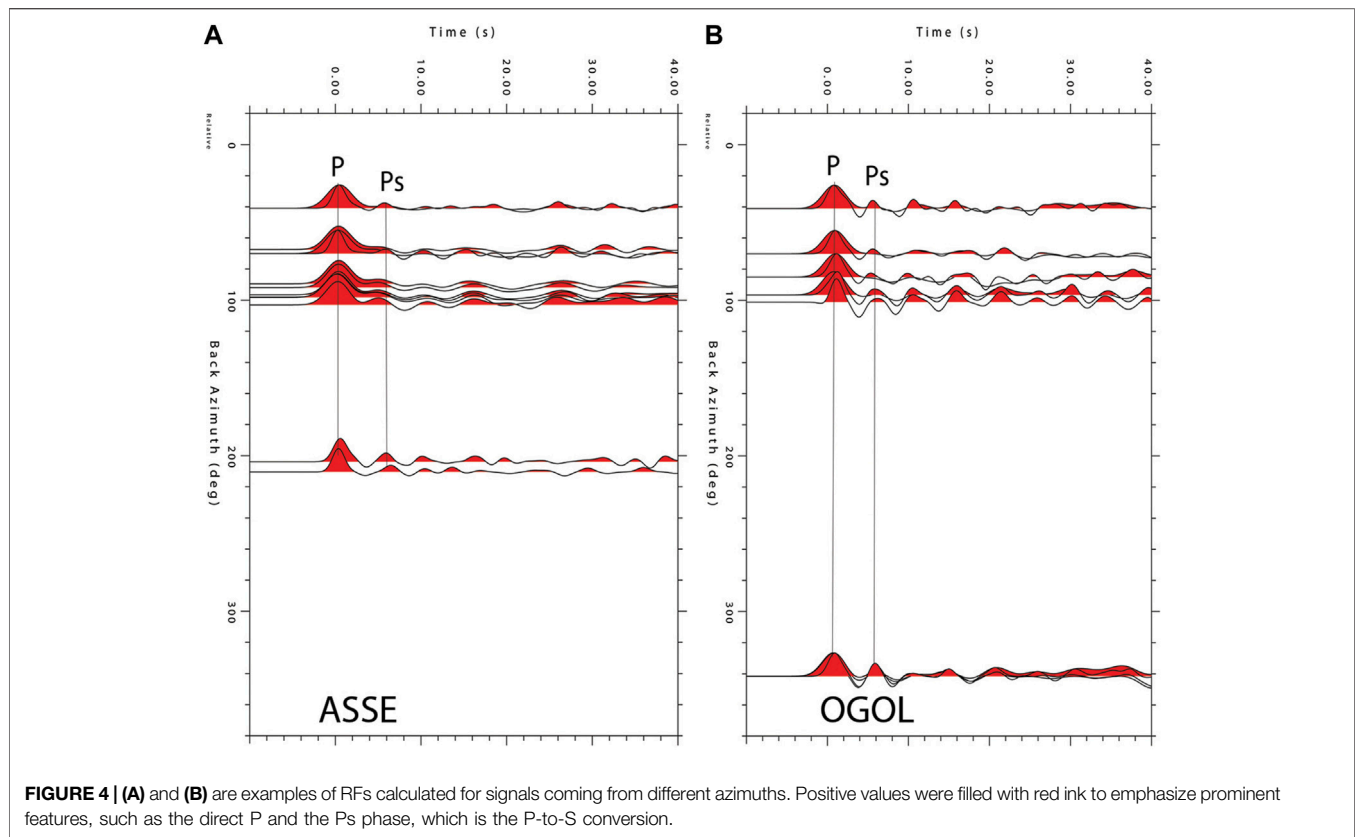 A
Time (s)
0.00
10.00
20.00
30.00
40.00
Relative
0
100
200
300
Back Azimuth (deg)
P
Ps
ASSE
B
Time (s)
0.00
10.00
20.00
30.00
40.00
Relative
0
100
200
300
Back Azimuth (deg)
P
Ps
OGOL
FIGURE 4 | (A) and (B) are examples of RFs calculated for signals coming from different azimuths. Positive values were filled with red ink to emphasize prominent
features, such as the direct P and the Ps phase, which is the P-to-S conversion.